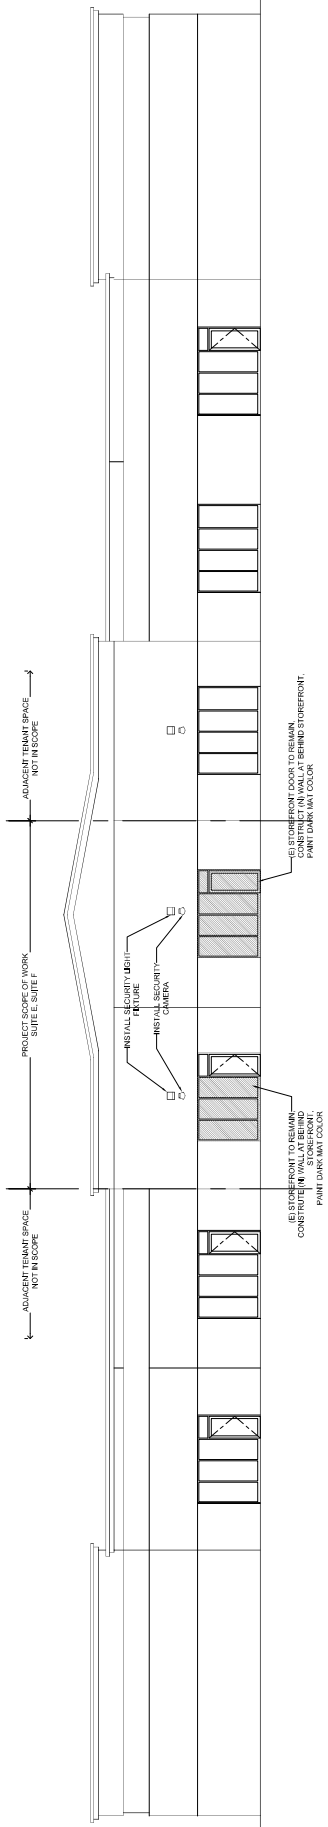 ADJACENT TENANT SPACE
NOT IN SCOPE
PROJECT SCOPE OF WORK
SUITE E, SUITE F
ADJACENT TENANT SPACE
NOT IN SCOPE
INSTALL SECURITY LIGHT
FIXTURE
INSTALL SECURITY
CAMERA
(E) STOREFRONT TO REMAIN.
CONSTRUTE (N) WALL AT BEHIND
STOREFRONT.
PAINT DARK MAT COLOR
(E) STOREFRONT DOOR TO REMAIN.
CONSTRUCT (N) WALL AT BEHIND STOREFRONT.
PAINT DARK MAT COLOR